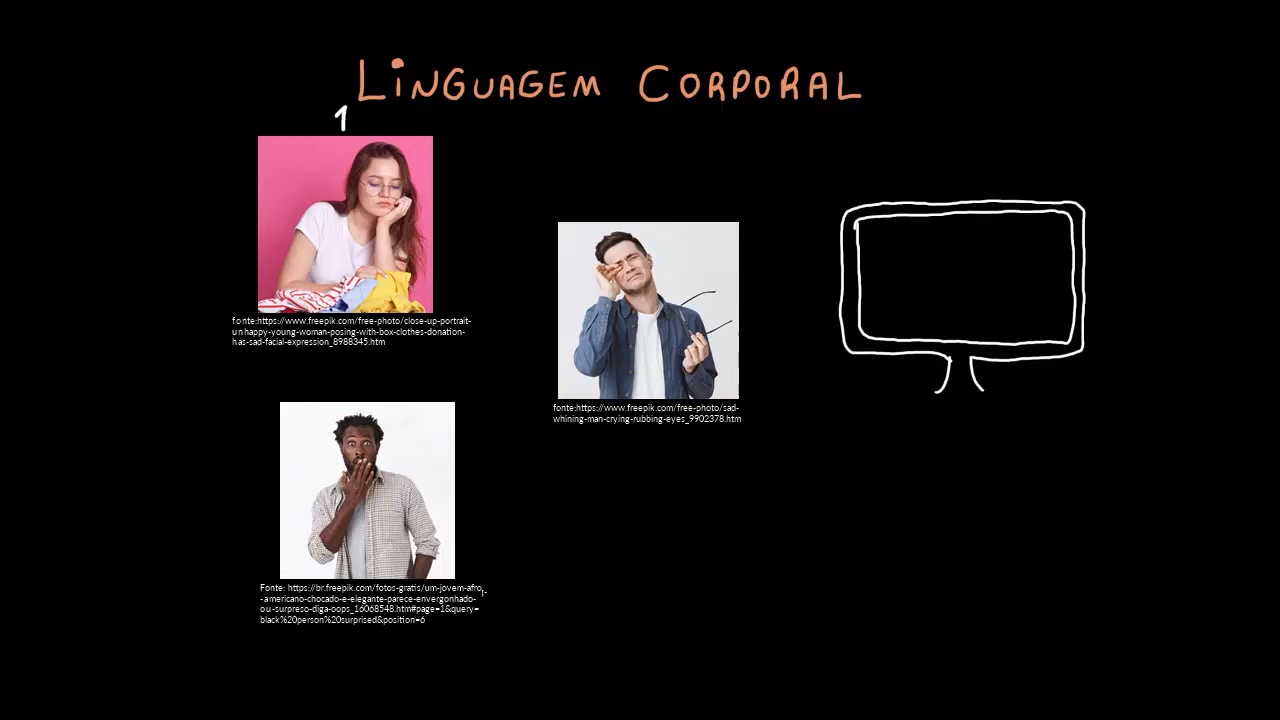 LINGUAGEM CORPORAL
1
fonte:https://www.freepik.com/free-photo/close-up-portrait-
unhappy-young-woman-posing-with-box-clothes-donation-
has-sad-facial-expression_8988345.htm
fonte:https://www.freepik.com/free-photo/sad-
whining-man-crying-rubbing-eyes_9902378.htm
Fonte: https://br.freepik.com/fotos-gratis/um-jovem-afro
-americano-chocado-e-elegante-parece-envergonhado-
ou-surpreso-diga-oops_16068548.htm#page=1&query=
black%20person%20surprised&position=6